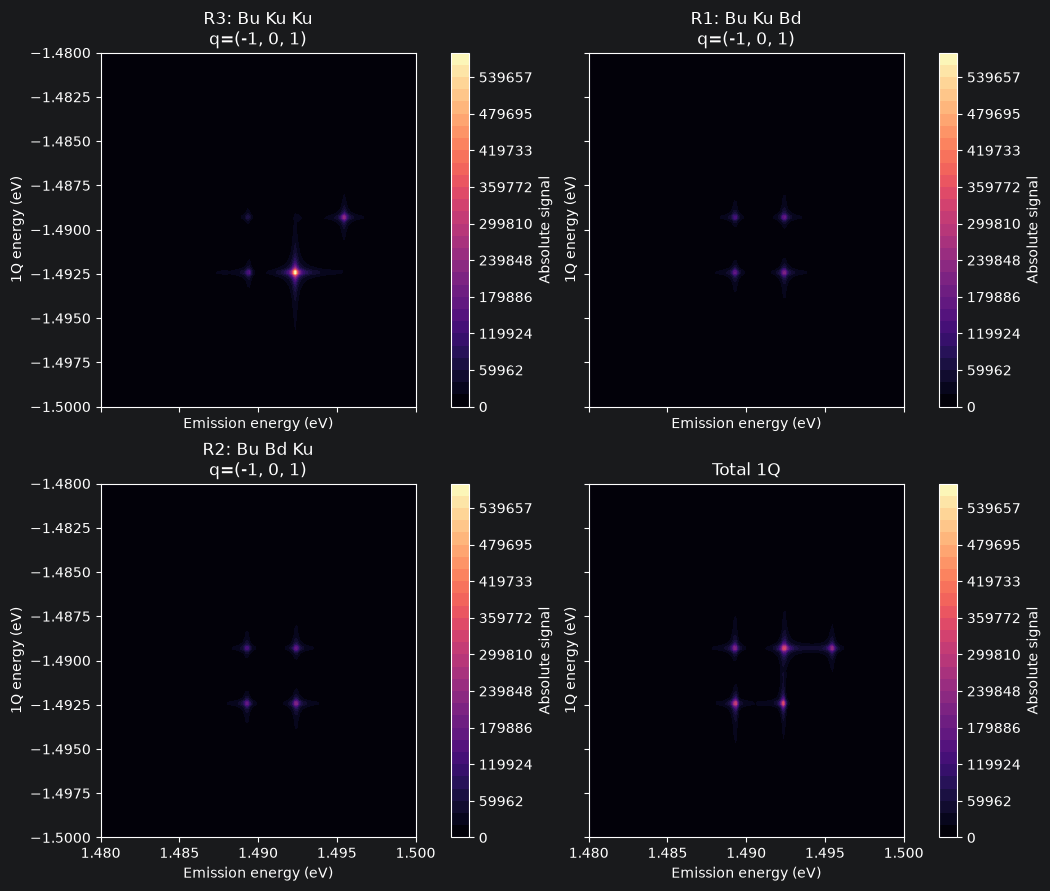 R3: Bu Ku Ku
q=(-1, 0, 1)
−1.4800
−1.4825
−1.4850
−1.4875
−1.4900
−1.4925
−1.4950
−1.4975
−1.5000
1Q energy (eV)
Emission energy (eV)
539657
479695
419733
359772
299810
239848
179886
119924
59962
0
Absolute signal
R1: Bu Ku Bd
q=(-1, 0, 1)
1Q energy (eV)
Emission energy (eV)
539657
479695
419733
359772
299810
239848
179886
119924
59962
0
Absolute signal
R2: Bu Bd Ku
q=(-1, 0, 1)
−1.4800
−1.4825
−1.4850
−1.4875
−1.4900
−1.4925
−1.4950
−1.4975
−1.5000
1Q energy (eV)
1.480 1.485 1.490 1.495 1.500
Emission energy (eV)
539657
479695
419733
359772
299810
239848
179886
119924
59962
0
Absolute signal
Total 1Q
1Q energy (eV)
1.480 1.485 1.490 1.495 1.500
Emission energy (eV)
539657
479695
419733
359772
299810
239848
179886
119924
59962
0
Absolute signal